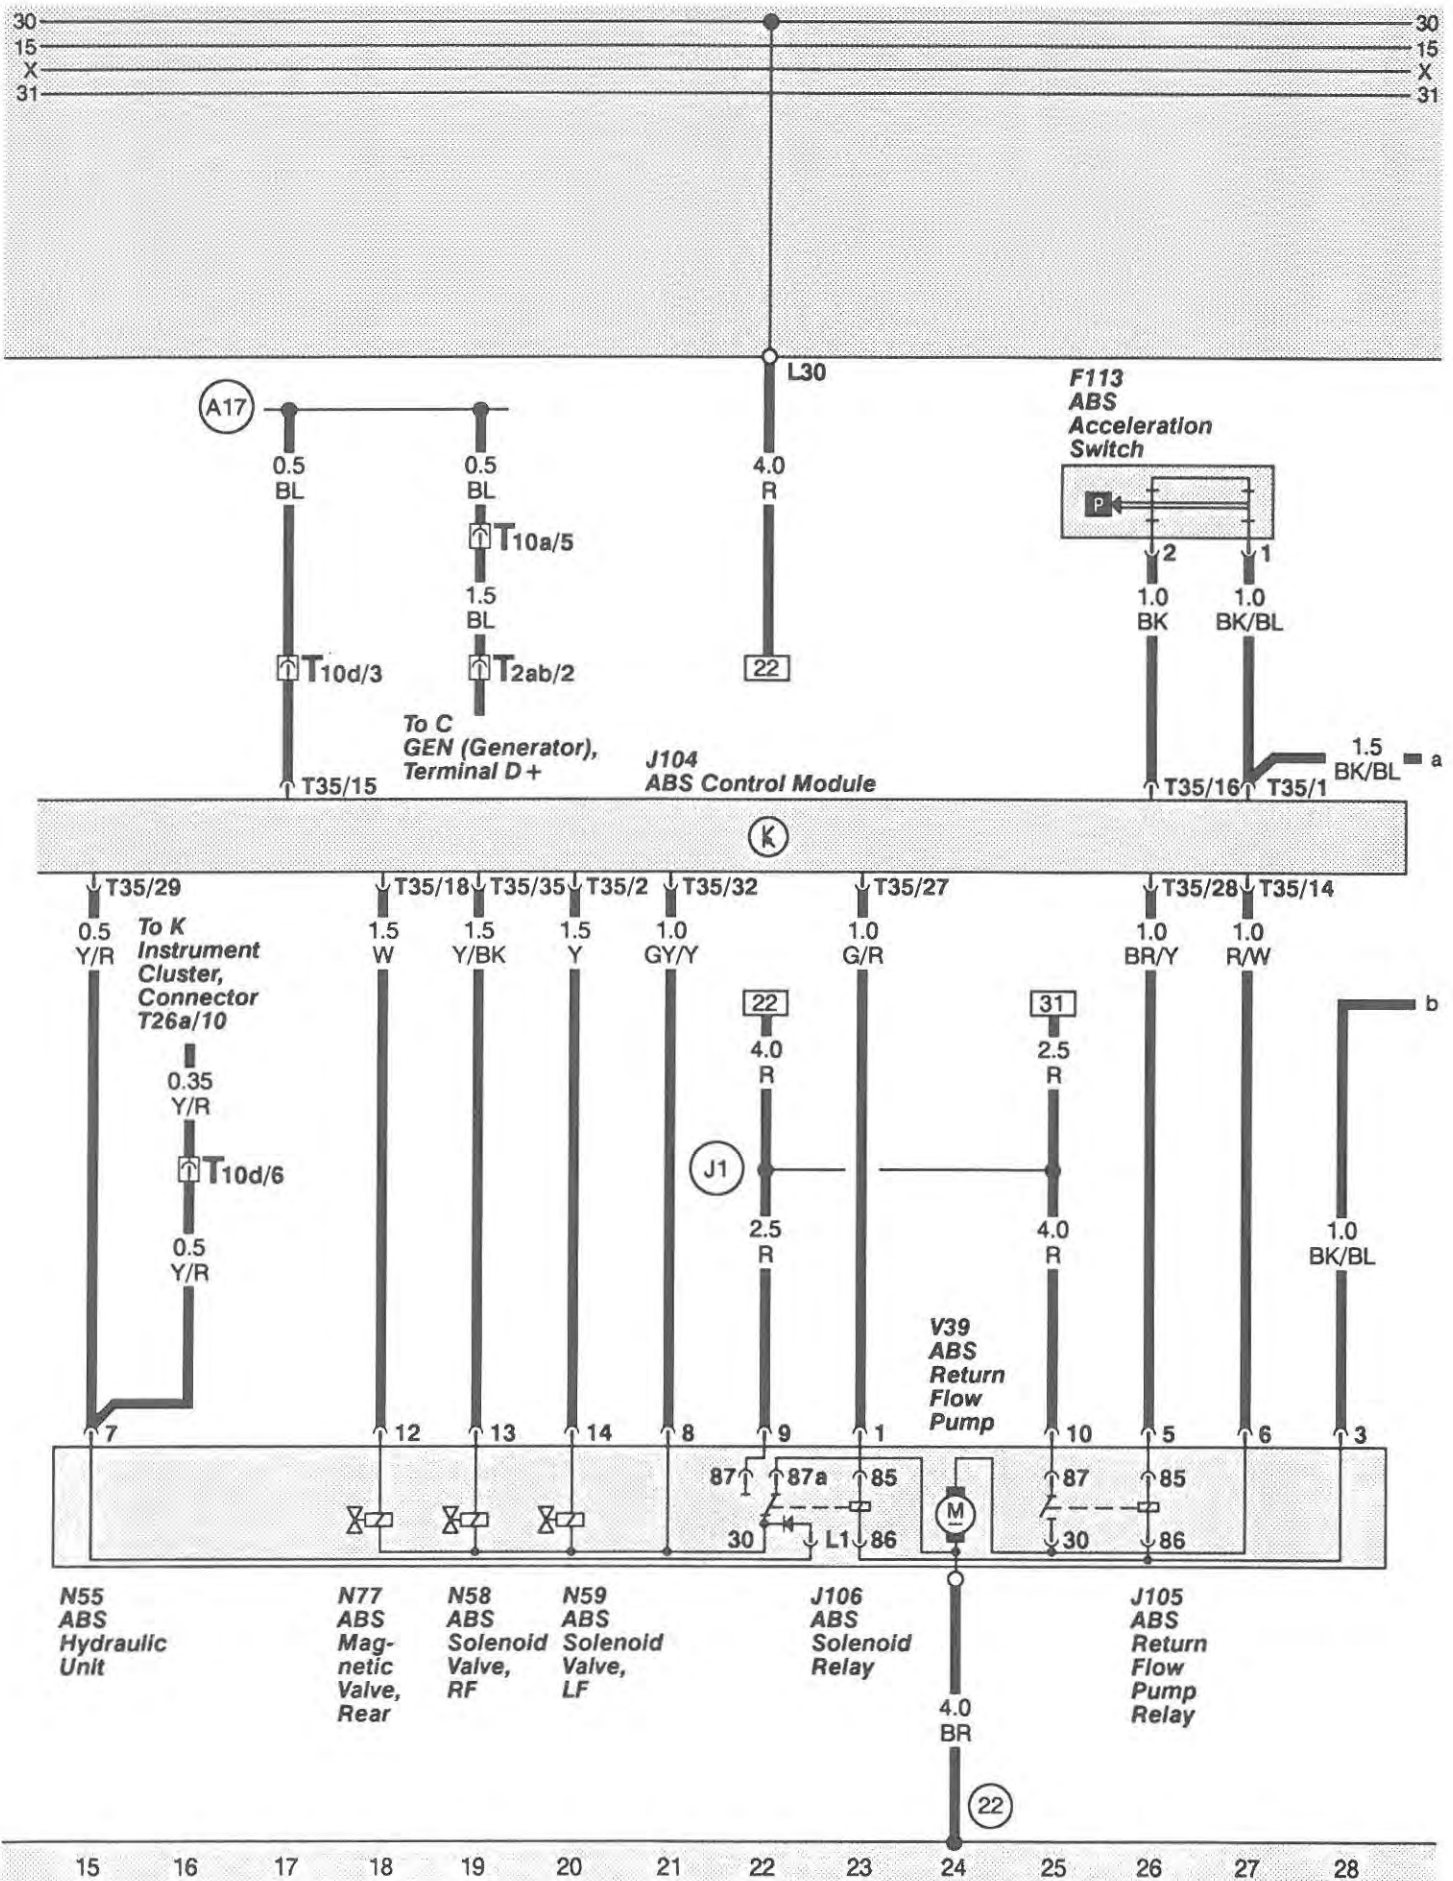 30 30
15 15
X X
31 31
L30
F113
ABS
Acceleration
Switch
A17
0.5 0.5 4.0
BL BL R
P
T10a/5
2 1
1.5 1.0 1.0
BL BK BK/BL
T10d/3 T2ab/2 22
To C
GEN (Generator),
Terminal D+
J104
ABS Control Module
1.5
BK/BL a
T35/15 T35/16 T35/1
K
T35/29 T35/18 T35/35 T35/2 T35/32 T35/27 T35/28 T35/14
0.5 1.5 1.5 1.5 1.0 1.0 1.0 1.0
Y/R W Y/BK Y GY/Y G/R BR/Y R/W
To K
Instrument
Cluster,
Connector
T26a/10
22 31 b
4.0 2.5
R R
0.35
Y/R
J1
T10d/6
2.5 4.0 1.0
R R BK/BL
0.5
Y/R
V39
ABS
Return
Flow
Pump
7 12 13 14 8 9 1 10 5 6 3
87 87a 85 87 85
M
30 L1 86 30 86
N55
ABS
Hydraulic
Unit
N77
ABS
Mag-
netic
Valve,
Rear
N58
ABS
Solenoid
Valve,
RF
N59
ABS
Solenoid
Valve,
LF
J106
ABS
Solenoid
Relay
J105
ABS
Return
Flow
Pump
Relay
4.0
BR
22
15 16 17 18 19 20 21 22 23 24 25 26 27 28